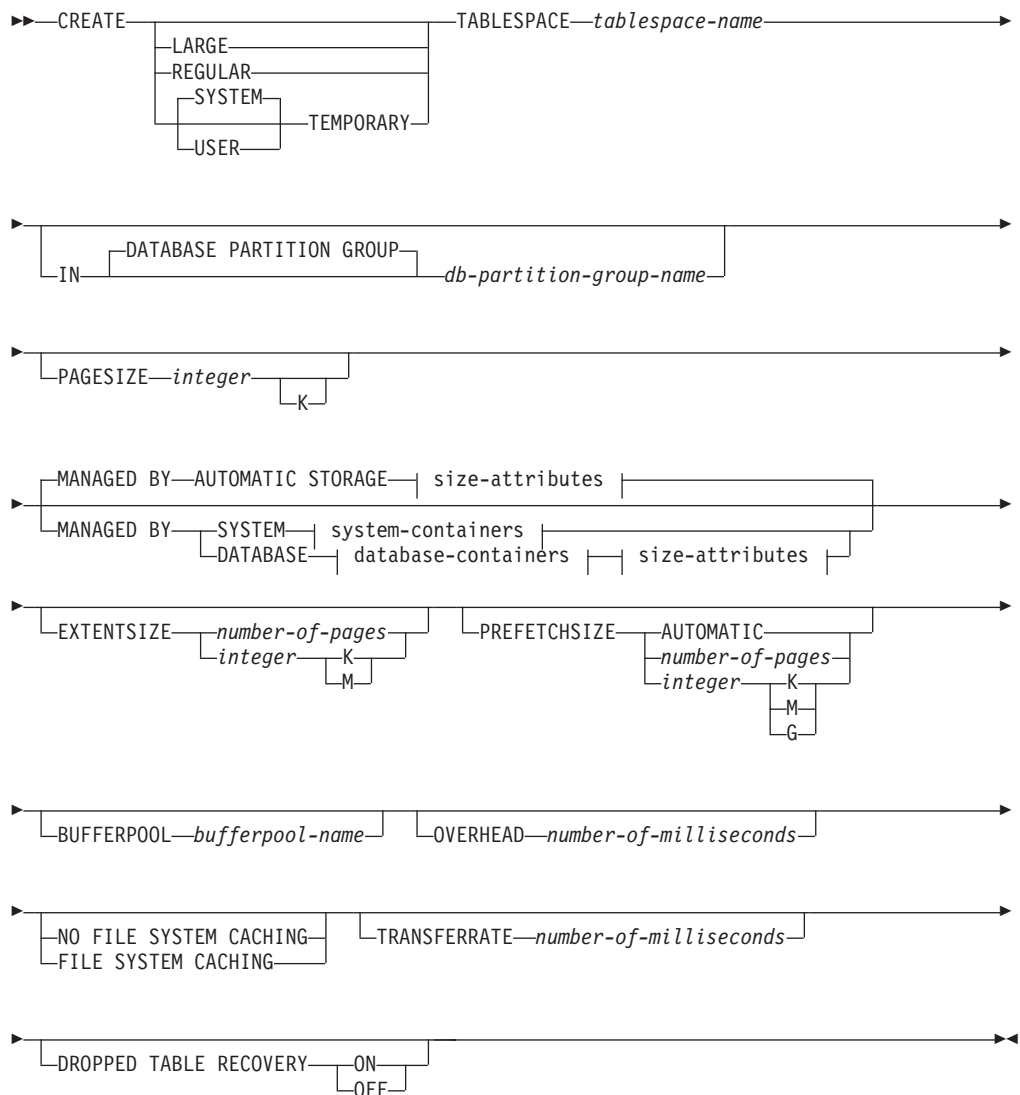 CREATE TABLESPACE tablespace-name
LARGE
REGULAR
SYSTEM
TEMPORARY
USER
DATABASE PARTITION GROUP
IN db-partition-group-name
PAGESIZE integer
K
MANAGED BY AUTOMATIC STORAGE size-attributes
MANAGED BY SYSTEM system-containers
DATABASE database-containers size-attributes
EXTENTSIZE number-of-pages PREFETCHSIZE AUTOMATIC
integer K number-of-pages
M integer K
M
G
BUFFERPOOL bufferpool-name OVERHEAD number-of-milliseconds
NO FILE SYSTEM CACHING TRANSFERRATE number-of-milliseconds
FILE SYSTEM CACHING
DROPPED TABLE RECOVERY ON
OFF